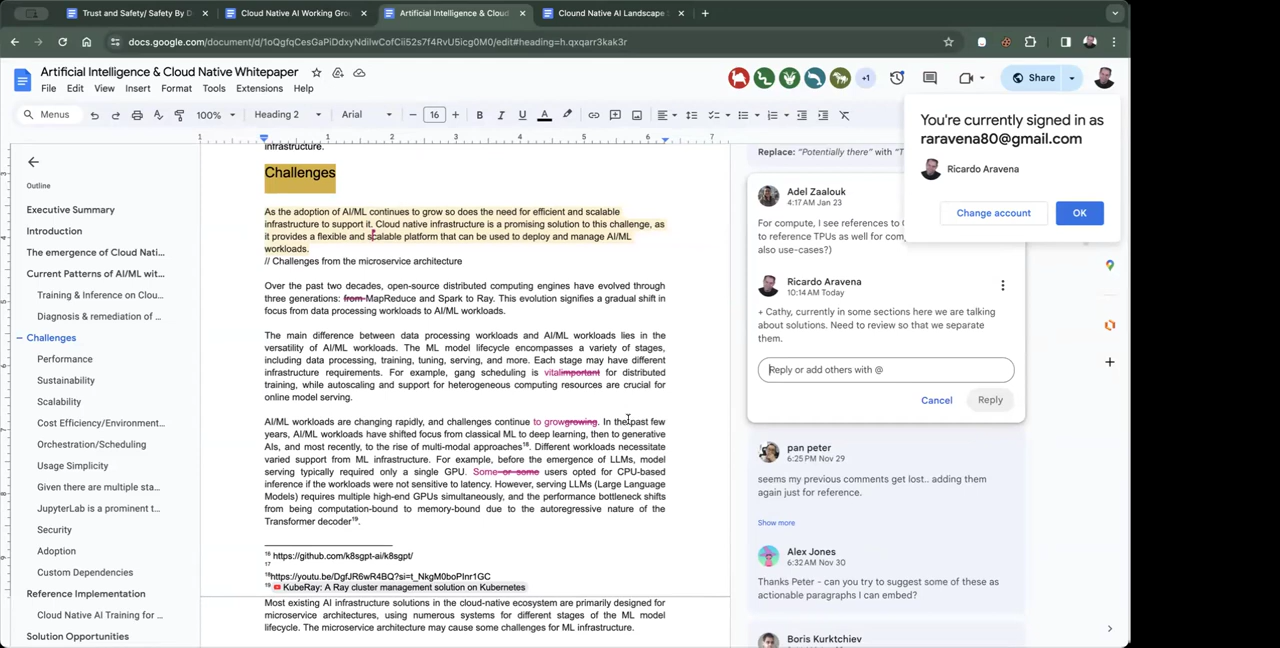 Trust and Safety/ Safety By D
Cloud Native AI Working Gro
Artificial Intelligence & Cloud
Clound Native AI Landscape
docs.google.com/document/d/1oQgfqCesGaPiDdxyNdiIwCofCii52s7f4RvU5icg0M0/edit#heading=h.qxqarr3kak3r
Artificial Intelligence & Cloud Native Whitepaper
File Edit View Insert Format Tools Extensions Help
+1
Share
Menus
100%
Heading 2
Arial
16
You're currently signed in as
raravena80@gmail.com
Ricardo Aravena
Change account
OK
Outline
Executive Summary
Introduction
The emergence of Cloud Nati...
Current Patterns of AI/ML wit...
Training & Inference on Clou...
Diagnosis & remediation of ...
Challenges
Performance
Sustainability
Scalability
Cost Efficiency/Environment...
Orchestration/Scheduling
Usage Simplicity
Given there are multiple sta...
JupyterLab is a prominent t...
Security
Adoption
Custom Dependencies
Reference Implementation
Cloud Native AI Training for ...
Solution Opportunities
infrastructure.
Challenges
As the adoption of AI/ML continues to grow so does the need for efficient and scalable
infrastructure to support it. Cloud native infrastructure is a promising solution to this challenge, as
it provides a flexible and scalable platform that can be used to deploy and manage AI/ML
workloads.
// Challenges from the microservice architecture
Over the past two decades, open-source distributed computing engines have evolved through
three generations: from MapReduce and Spark to Ray. This evolution signifies a gradual shift in
focus from data processing workloads to AI/ML workloads.
The main difference between data processing workloads and AI/ML workloads lies in the
versatility of AI/ML workloads. The ML model lifecycle encompasses a variety of stages,
including data processing, training, tuning, serving, and more. Each stage may have different
infrastructure requirements. For example, gang scheduling is vitalimportant for distributed
training, while autoscaling and support for heterogeneous computing resources are crucial for
online model serving.
AI/ML workloads are changing rapidly, and challenges continue to growgrowing. In the past few
years, AI/ML workloads have shifted focus from classical ML to deep learning, then to generative
AIs, and most recently, to the rise of multi-modal approaches18. Different workloads necessitate
varied support from ML infrastructure. For example, before the emergence of LLMs, model
serving typically required only a single GPU. Some or some users opted for CPU-based
inference if the workloads were not sensitive to latency. However, serving LLMs (Large Language
Models) requires multiple high-end GPUs simultaneously, and the performance bottleneck shifts
from being computation-bound to memory-bound due to the autoregressive nature of the
Transformer decoder19.
16 https://github.com/k8sgpt-ai/k8sgpt/
17
18https://youtu.be/DgfJR6wR4BQ?si=t_NkgM0boPInr1GC
19 KubeRay: A Ray cluster management solution on Kubernetes
Most existing AI infrastructure solutions in the cloud-native ecosystem are primarily designed for
microservice architectures, using numerous systems for different stages of the ML model
lifecycle. The microservice architecture may cause some challenges for ML infrastructure.
Replace: "Potentially there" with "T
Adel Zaalouk
4:17 AM Jan 23
For compute, I see references to
to reference TPUs as well for com
also use-cases?)
Ricardo Aravena
10:14 AM Today
+ Cathy, currently in some sections here we are talking
about solutions. Need to review so that we separate
them.
Reply or add others with @
Cancel
Reply
pan peter
6:25 PM Nov 29
seems my previous comments get lost.. adding them
again just for reference.
Show more
Alex Jones
6:32 AM Nov 30
Thanks Peter - can you try to suggest some of these as
actionable paragraphs I can embed?
Boris Kurktchiev